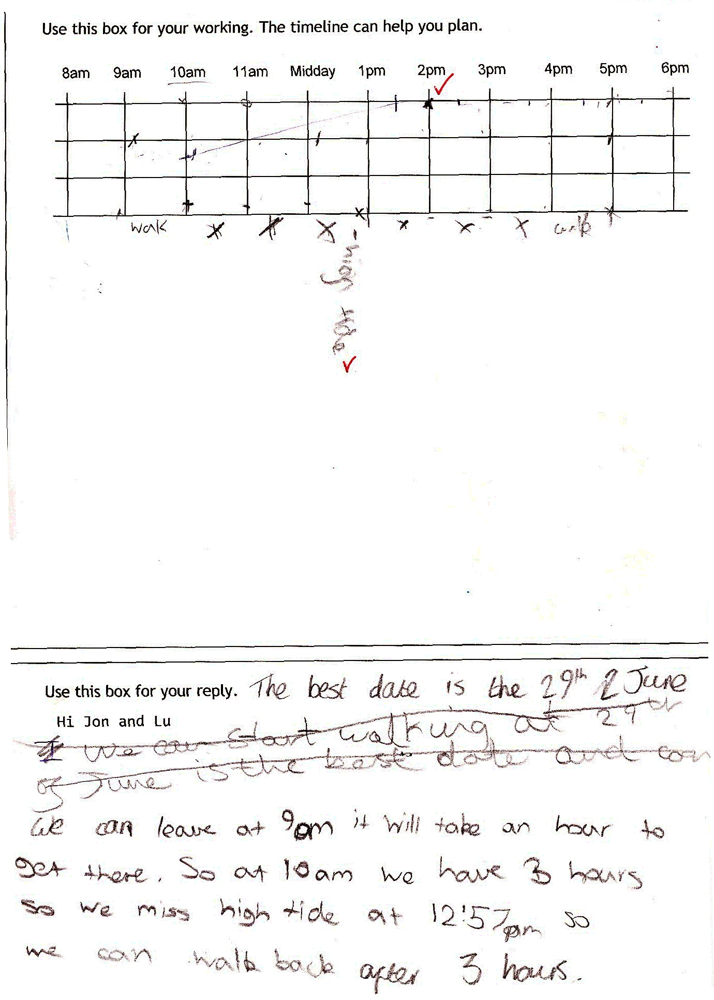 Use this box for your working. The timeline can help you plan.
8am 9am 10am 11am Midday 1pm 2pm 3pm 4pm 5pm 6pm
wak walk
high tide
Use this box for your reply. The best date is the 29th June
Hi Jon and Lu
We can start walking at 29th
of June is the best date and can
We can leave at 9am it will take an hour to
get there. So at 10am we have 3 hours
so we miss high tide at 12:57pm so
we can walk back after 3 hours.